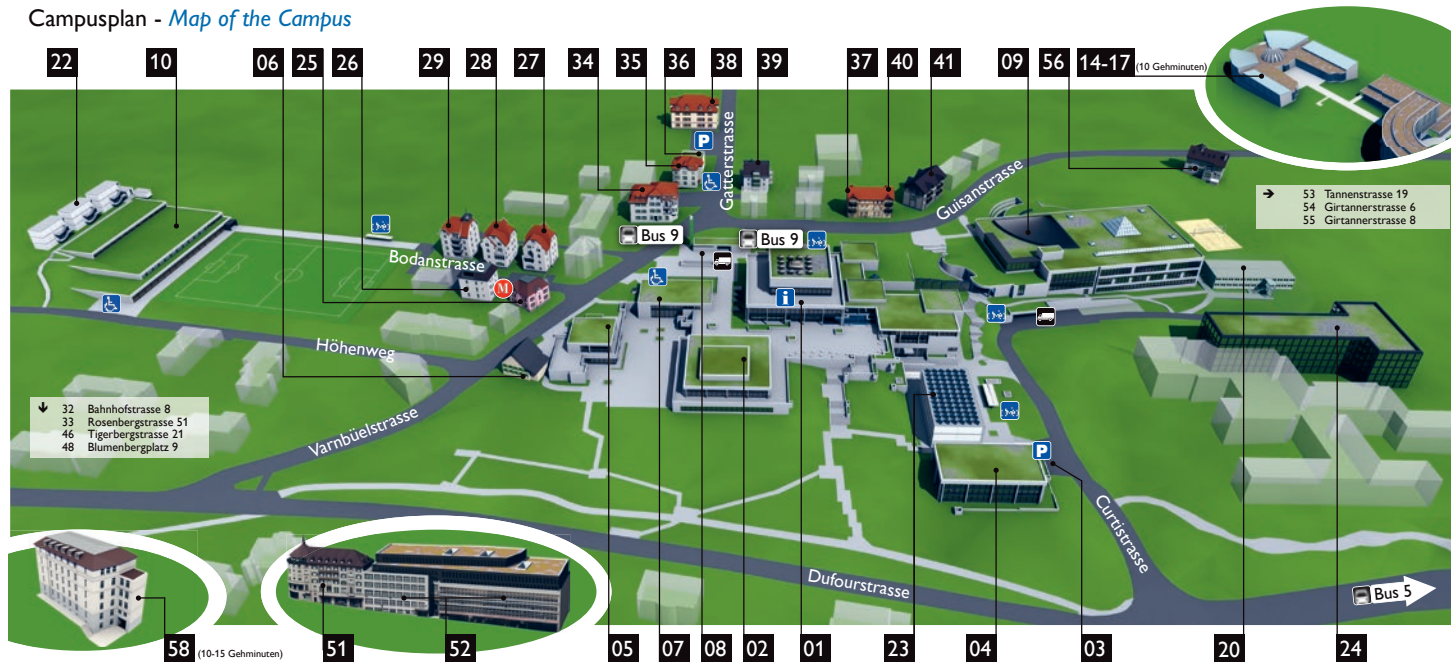 Campusplan - Map of the Campus
22
10
06
25
26
29
28
27
34
35
36
38
39
37
40
41
09
56
14-17 (10 Gehminuten)
P
Gatterstrasse
Guisanstrasse
→ 53 Tannenstrasse 19
54 Girtannerstrasse 6
55 Girtannerstrasse 8
Bus 9
Bus 9
Bodanstrasse
M
i
Höhenweg
↓ 32 Bahnhofstrasse 8
33 Rosenbergstrasse 51
46 Tigerbergstrasse 21
48 Blumenbergplatz 9
Varnbüelstrasse
P
Curtistrasse
Dufourstrasse
Bus 5
58 (10-15 Gehminuten)
51
52
05
07
08
02
01
23
04
03
20
24